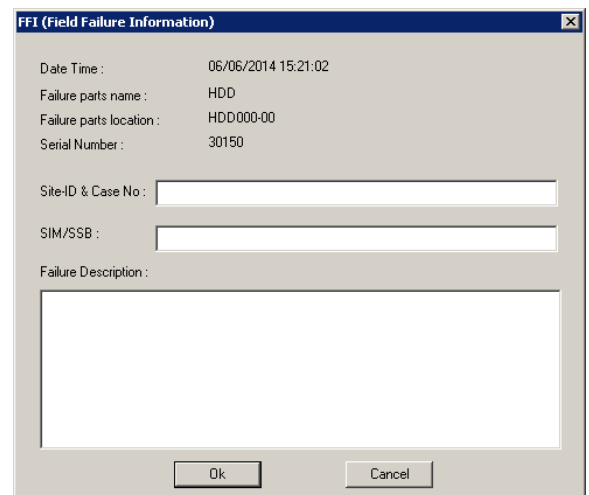 FFI (Field Failure Information)
Date Time : 06/06/2014 15:21:02
Failure parts name : HDD
Failure parts location : HDD000-00
Serial Number : 30150
Site-ID & Case No :
SIM/SSB :
Failure Description :
Ok Cancel